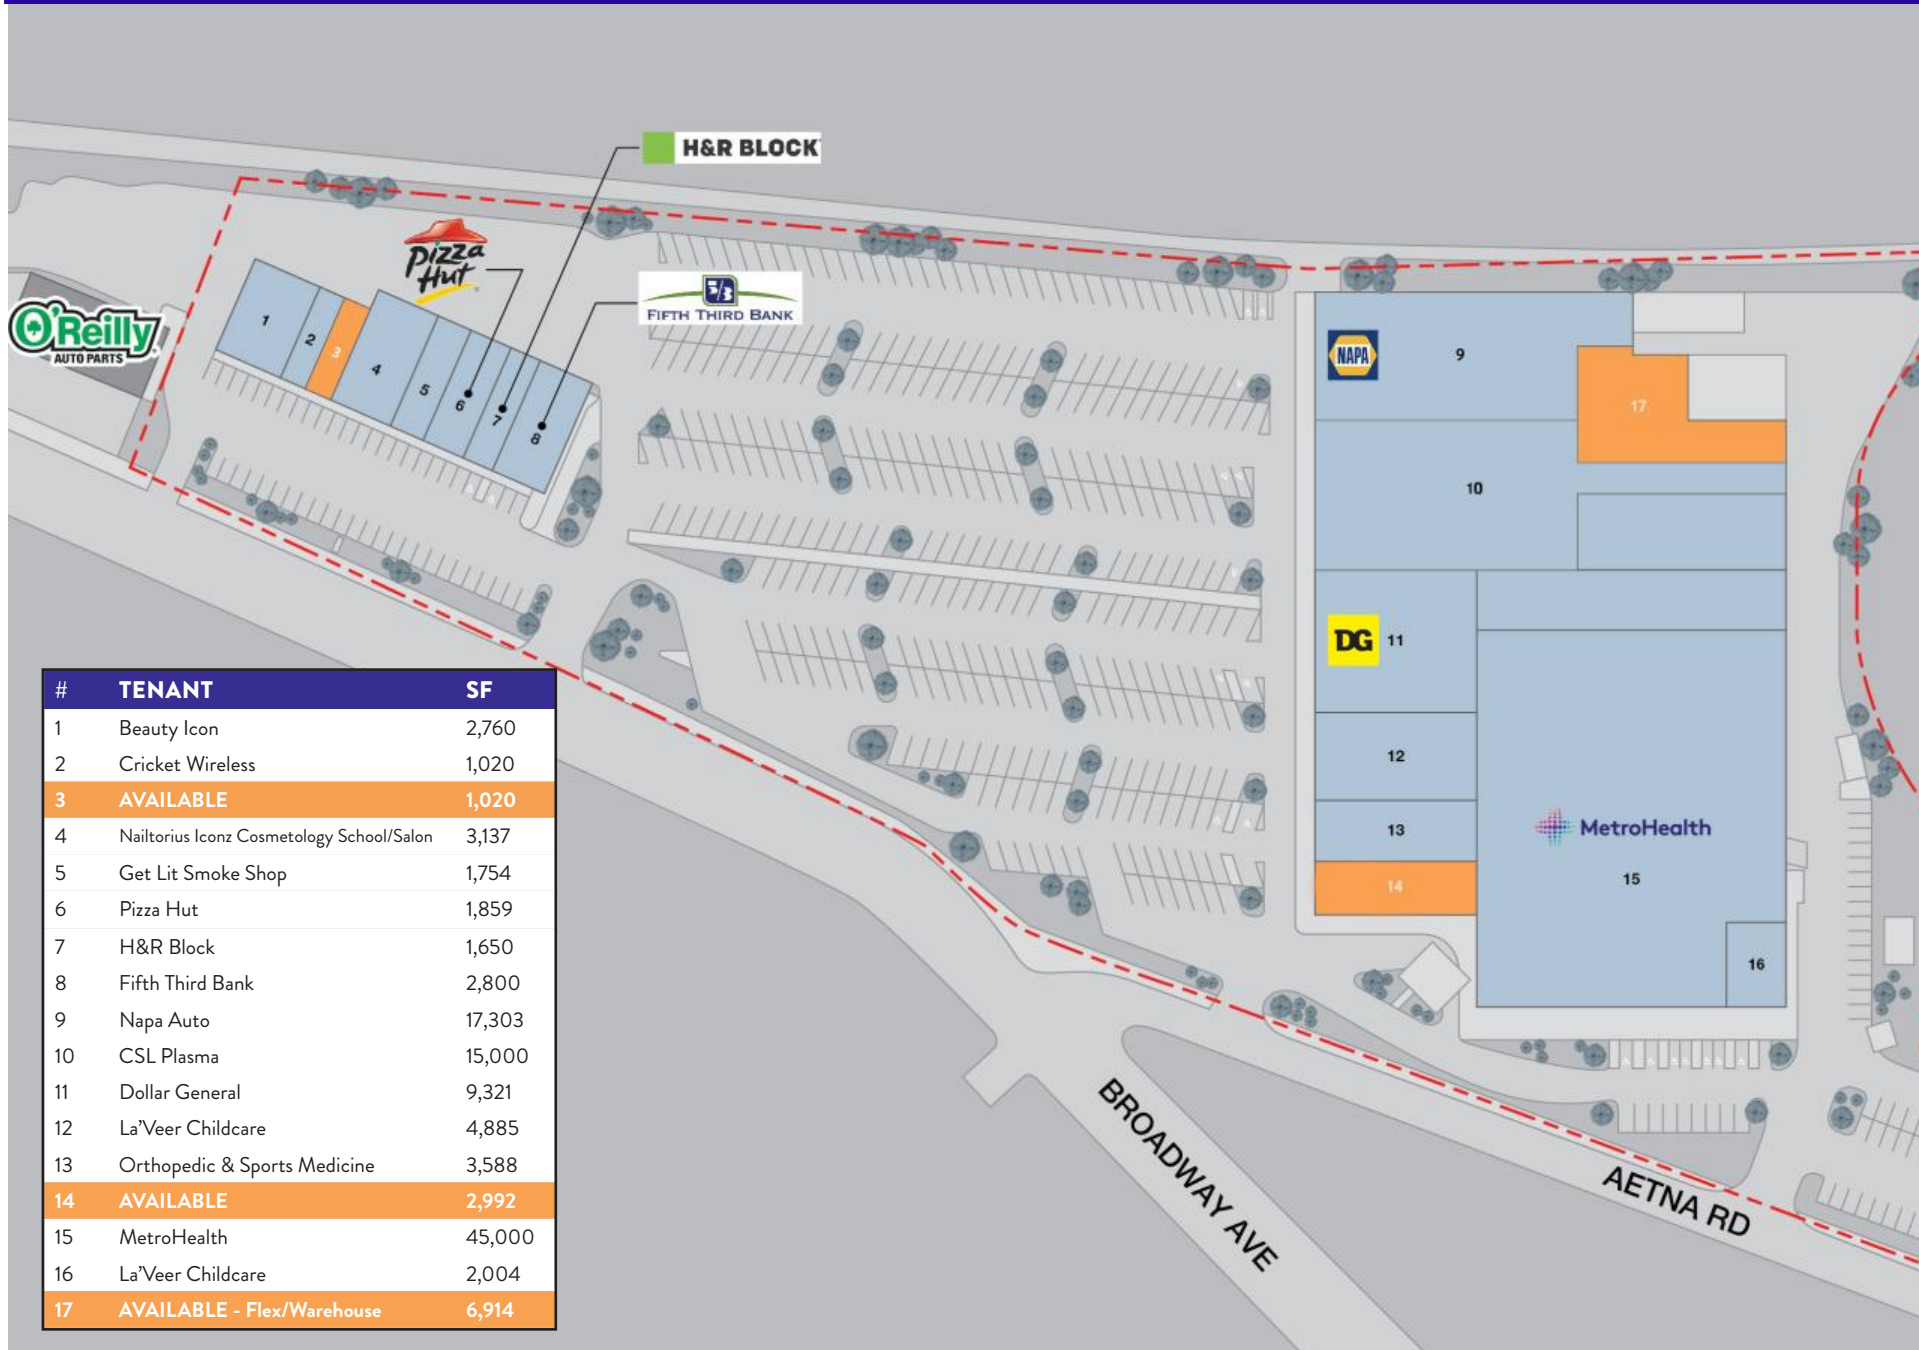 H&R BLOCK
Pizza
Hut
5/3
FIFTH THIRD BANK
O'Reilly
AUTO PARTS
1
2
3
4
5
6
7
8
NAPA
9
17
10
DG
11
12
13
14
MetroHealth
15
16
BROADWAY AVE
AETNA RD
# TENANT SF
1 Beauty Icon 2,760
2 Cricket Wireless 1,020
3 AVAILABLE 1,020
4 Nailtorius Iconz Cosmetology School/Salon 3,137
5 Get Lit Smoke Shop 1,754
6 Pizza Hut 1,859
7 H&R Block 1,650
8 Fifth Third Bank 2,800
9 Napa Auto 17,303
10 CSL Plasma 15,000
11 Dollar General 9,321
12 La'Veer Childcare 4,885
13 Orthopedic & Sports Medicine 3,588
14 AVAILABLE 2,992
15 MetroHealth 45,000
16 La'Veer Childcare 2,004
17 AVAILABLE - Flex/Warehouse 6,914